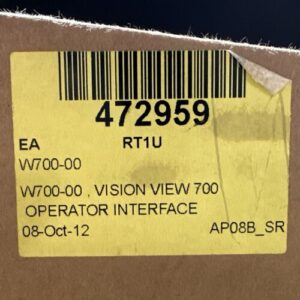 472959
EA RT1U
W700-00
W700-00 , VISION VIEW 700
OPERATOR INTERFACE
08-Oct-12 AP08B_SR